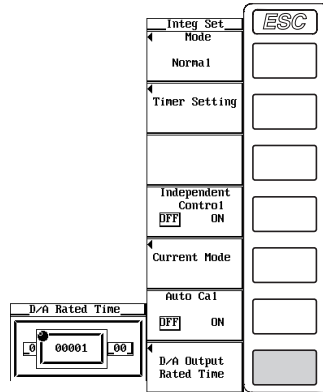 ESC
Integ Set
Mode
Normal
Timer Setting
Independent
Control
OFF ON
Current Mode
Auto Cal
OFF ON
D/A Output
Rated Time
D/A Rated Time
0 00001 00